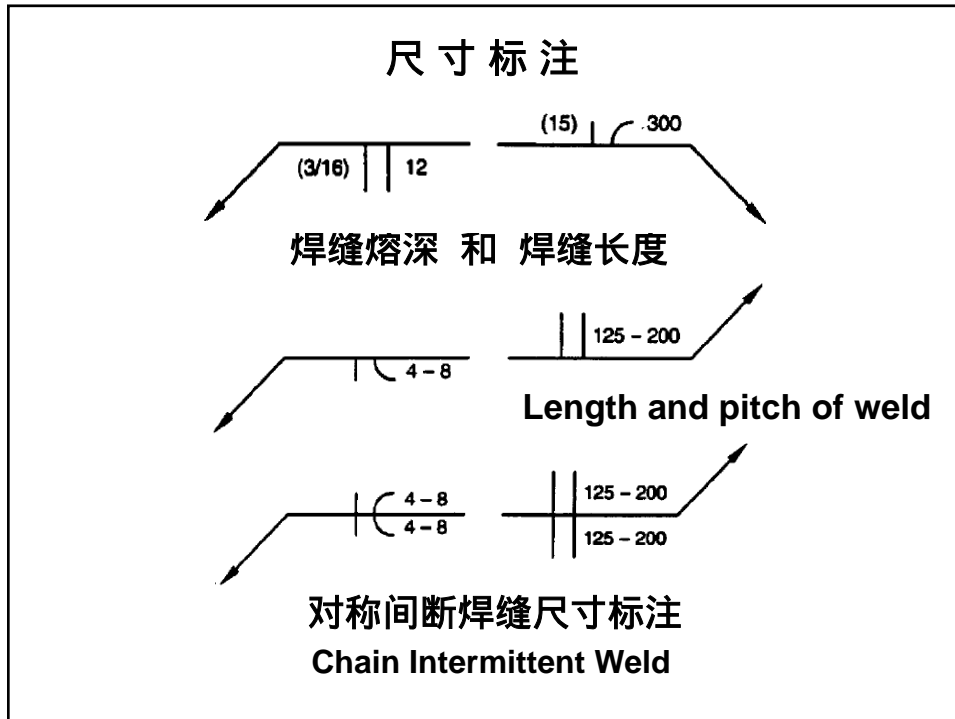 尺 寸 标 注
(15) 300
(3/16) 12
焊缝熔深 和 焊缝长度
125 – 200
4 – 8
Length and pitch of weld
4 – 8 125 – 200
4 – 8 125 – 200
对称间断焊缝尺寸标注
Chain Intermittent Weld